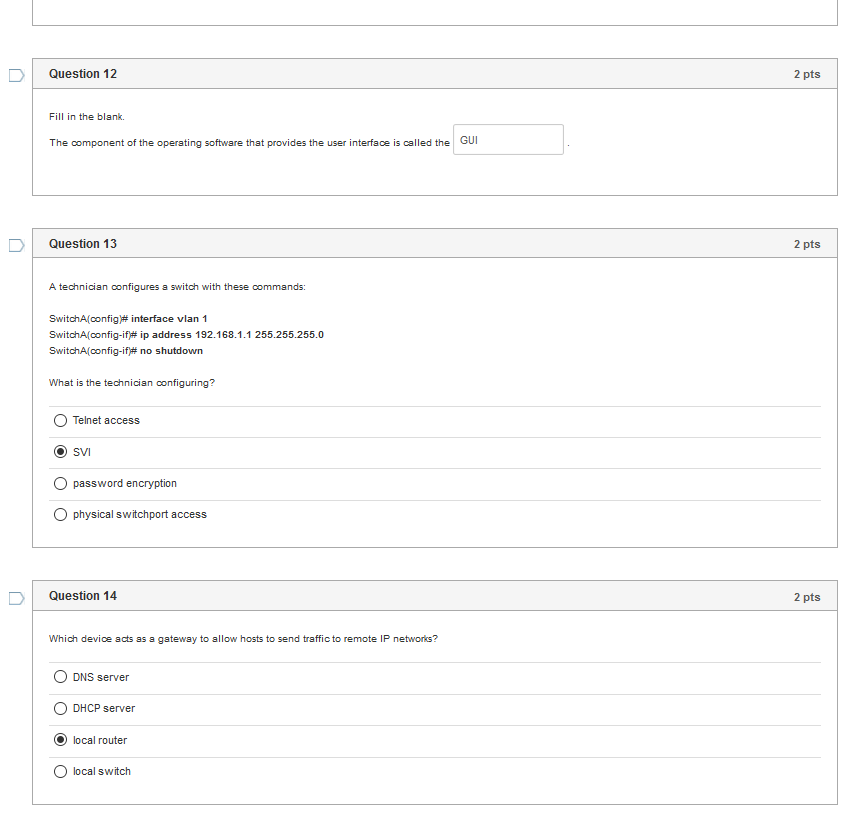 Question 12
2 pts
Fill in the blank.
The component of the operating software that provides the user interface is called the GUI .
Question 13
2 pts
A technician configures a switch with these commands:
SwitchA(config)# interface vlan 1
SwitchA(config-if)# ip address 192.168.1.1 255.255.255.0
SwitchA(config-if)# no shutdown
What is the technician configuring?
Telnet access
SVI
password encryption
physical switchport access
Question 14
2 pts
Which device acts as a gateway to allow hosts to send traffic to remote IP networks?
DNS server
DHCP server
local router
local switch